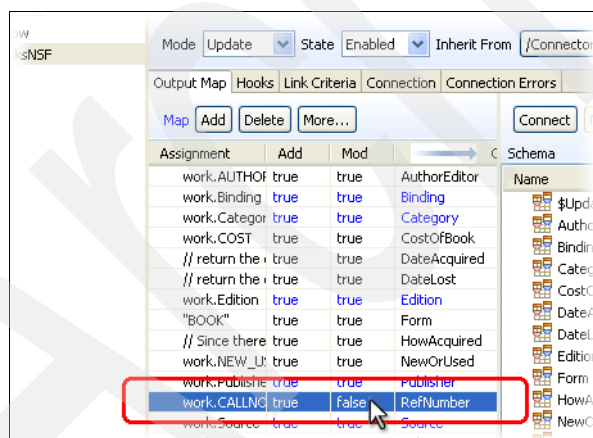 ow
ksNSF
Mode Update State Enabled Inherit From /Connector
Output Map Hooks Link Criteria Connection Connection Errors
Map Add Delete More... Connect
Assignment Add Mod Schema
Name
work.AUTHOR true true AuthorEditor
work.Binding true true Binding
work.Categor true true Category
work.COST true true CostOfBook
// return the true true DateAcquired
// return the true true DateLost
work.Edition true true Edition
"BOOK" true true Form
// Since there true true HowAcquired
work.NEW_U true true NewOrUsed
work.Publishe true true Publisher
work.CALLNO true false RefNumber
work.Source true true Source
$Upda
Autho
Bindin
Categ
CostO
DateA
DateL
Editio
Form
HowA
NewO